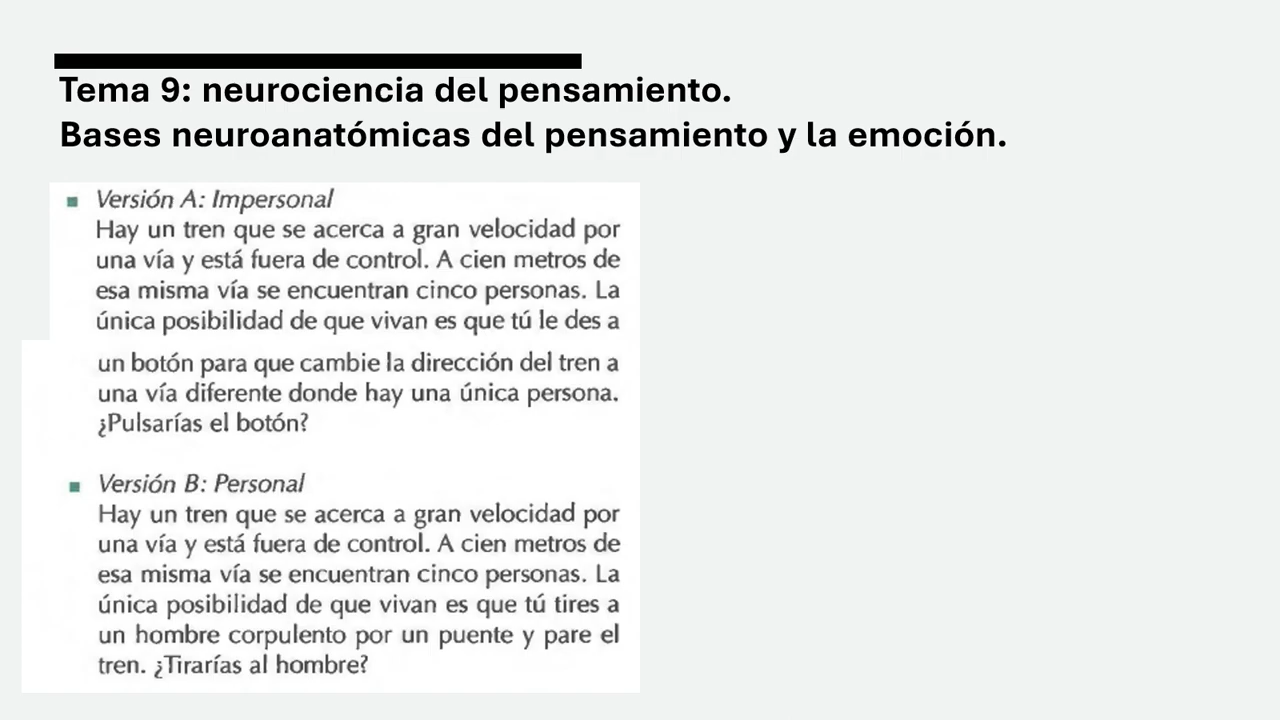 Tema 9: neurociencia del pensamiento.
Bases neuroanatómicas del pensamiento y la emoción.
▪ Versión A: Impersonal
Hay un tren que se acerca a gran velocidad por
una vía y está fuera de control. A cien metros de
esa misma vía se encuentran cinco personas. La
única posibilidad de que vivan es que tú le des a
un botón para que cambie la dirección del tren a
una vía diferente donde hay una única persona.
¿Pulsarías el botón?
▪ Versión B: Personal
Hay un tren que se acerca a gran velocidad por
una vía y está fuera de control. A cien metros de
esa misma vía se encuentran cinco personas. La
única posibilidad de que vivan es que tú tires a
un hombre corpulento por un puente y pare el
tren. ¿Tirarías al hombre?